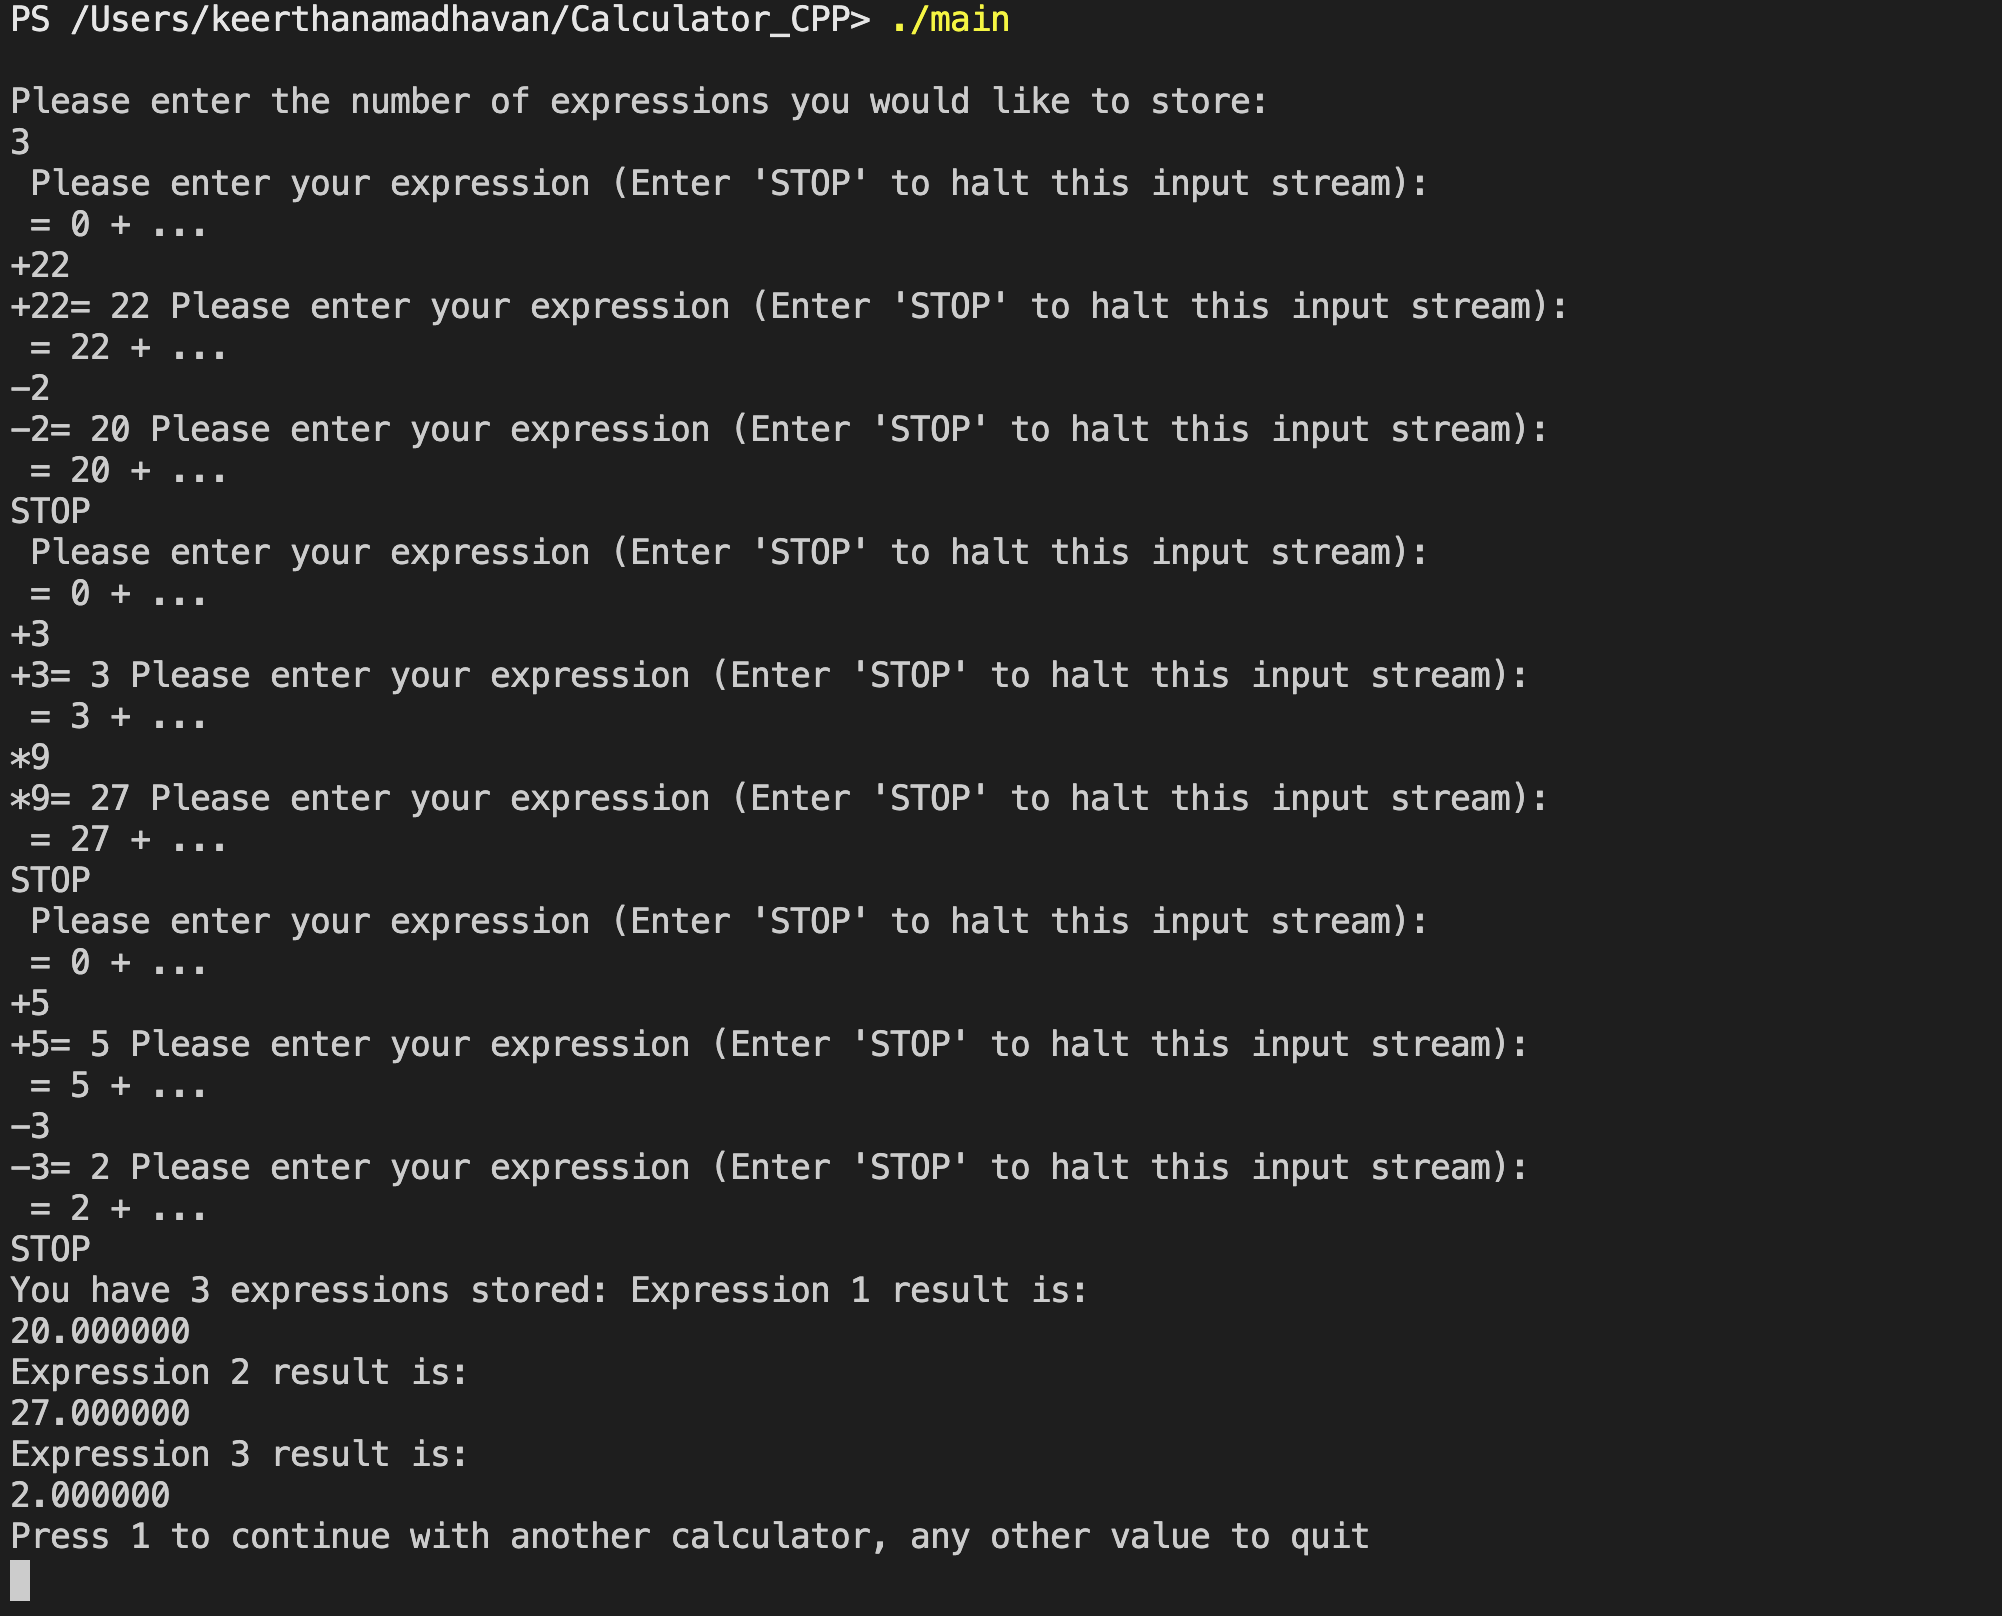 PS /Users/keerthanamadhavan/Calculator_CPP> ./main
Please enter the number of expressions you would like to store:
3
 Please enter your expression (Enter 'STOP' to halt this input stream):
 = 0 + ...
+22
+22= 22 Please enter your expression (Enter 'STOP' to halt this input stream):
 = 22 + ...
-2
-2= 20 Please enter your expression (Enter 'STOP' to halt this input stream):
 = 20 + ...
STOP
 Please enter your expression (Enter 'STOP' to halt this input stream):
 = 0 + ...
+3
+3= 3 Please enter your expression (Enter 'STOP' to halt this input stream):
 = 3 + ...
*9
*9= 27 Please enter your expression (Enter 'STOP' to halt this input stream):
 = 27 + ...
STOP
 Please enter your expression (Enter 'STOP' to halt this input stream):
 = 0 + ...
+5
+5= 5 Please enter your expression (Enter 'STOP' to halt this input stream):
 = 5 + ...
-3
-3= 2 Please enter your expression (Enter 'STOP' to halt this input stream):
 = 2 + ...
STOP
You have 3 expressions stored: Expression 1 result is:
20.000000
Expression 2 result is:
27.000000
Expression 3 result is:
2.000000
Press 1 to continue with another calculator, any other value to quit